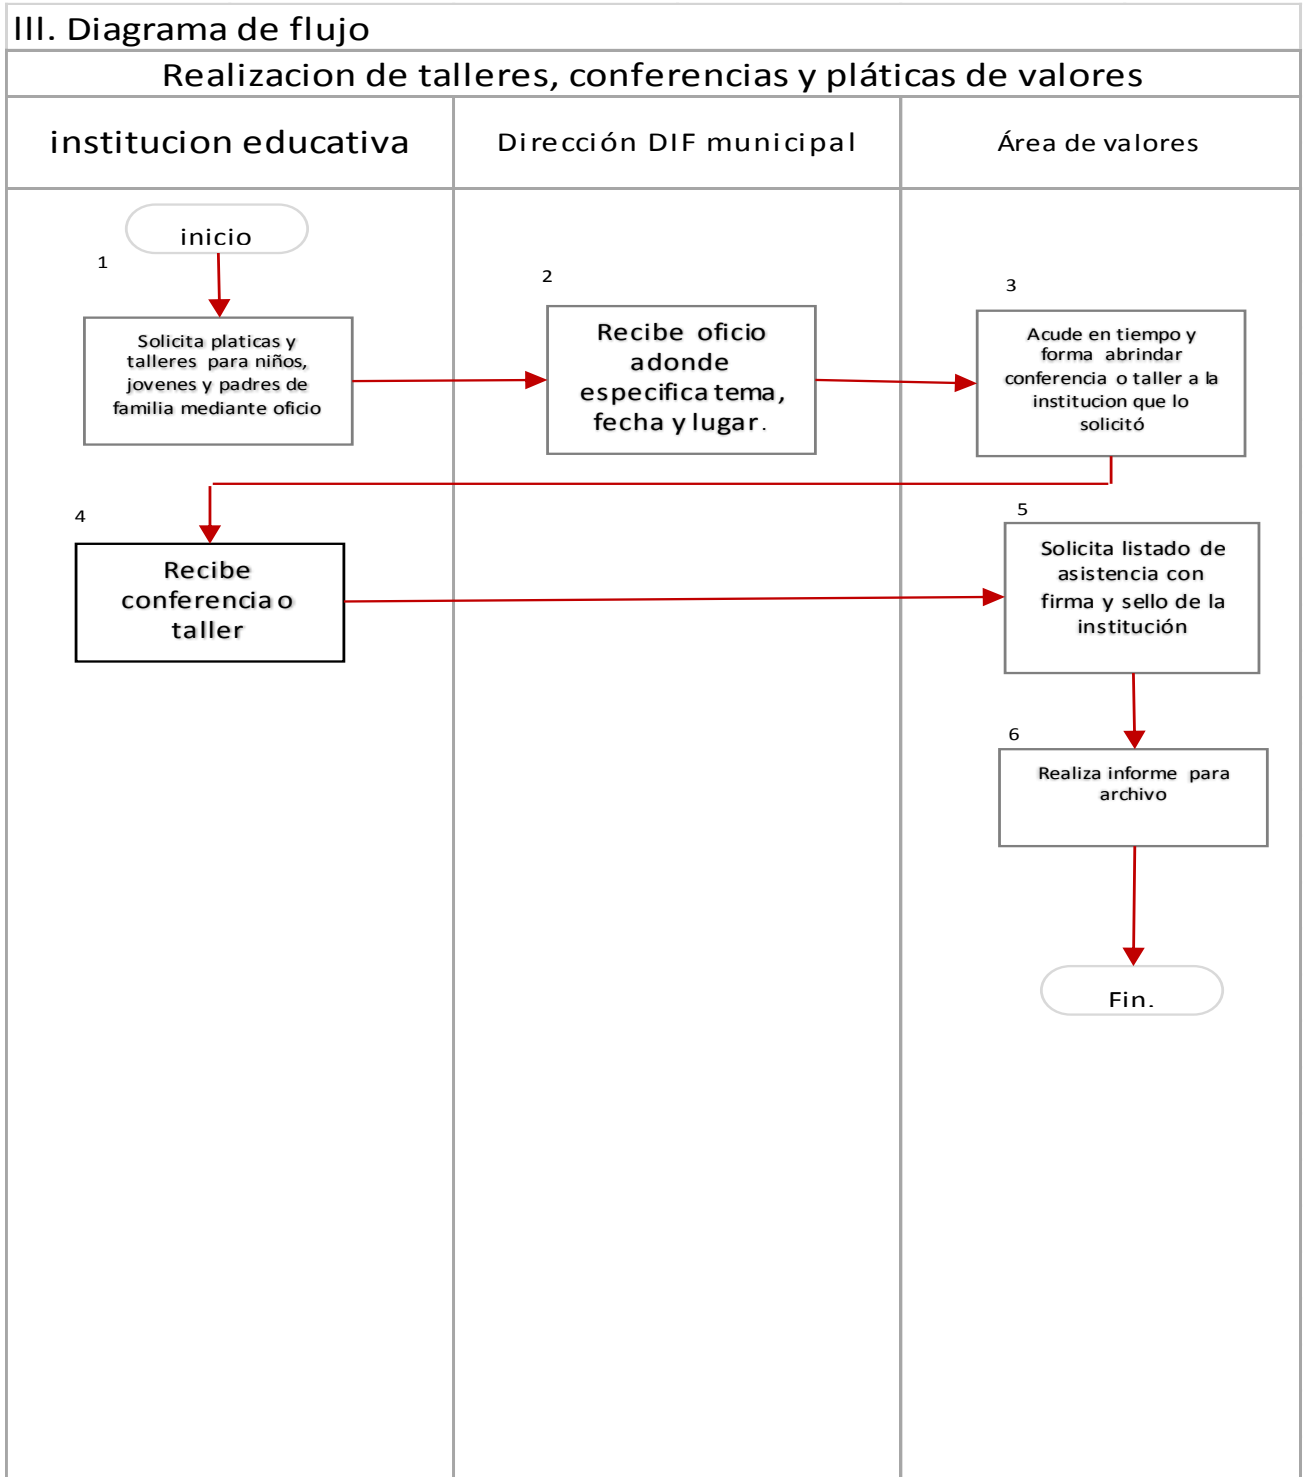 III. Diagrama de flujo
Realizacion de talleres, conferencias y pláticas de valores
institucion educativa
Dirección DIF municipal
Área de valores
inicio
1
Solicita platicas y
talleres para niños,
jovenes y padres de
familia mediante oficio
2
Recibe oficio
adonde
especifica tema,
fecha y lugar.
3
Acude en tiempo y
forma abrindar
conferencia o taller a la
institucion que lo
solicitó
4
Recibe
conferencia o
taller
5
Solicita listado de
asistencia con
firma y sello de la
institución
6
Realiza informe para
archivo
Fin.